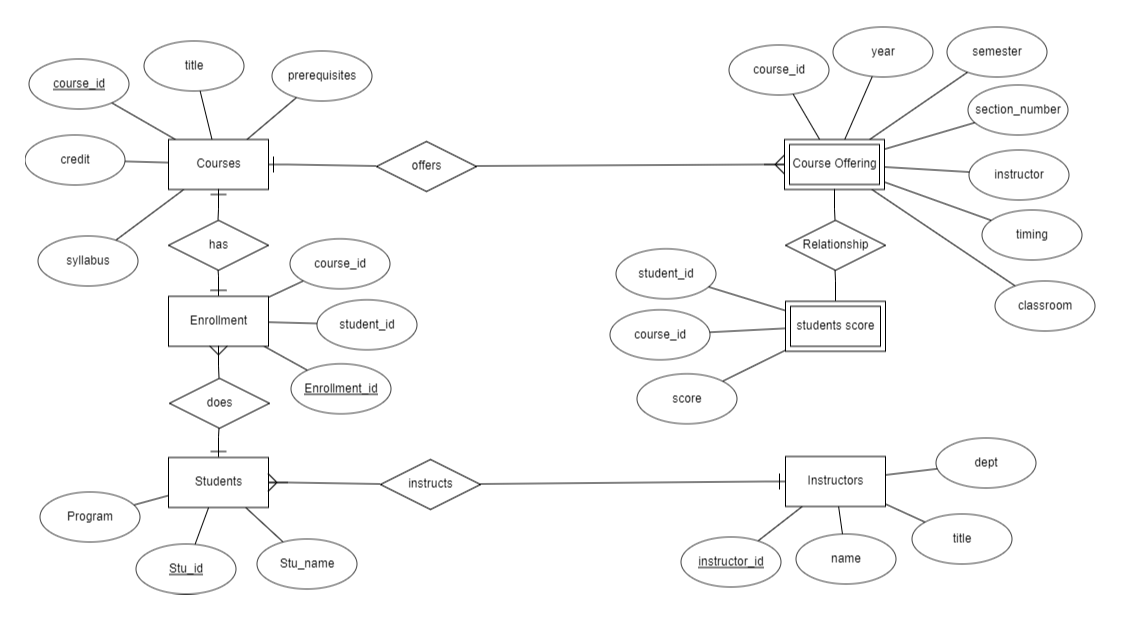 year
semester
title
course_id
prerequisites
course_id
section_number
credit
Courses
offers
Course Offering
instructor
timing
has
Relationship
syllabus
course_id
student_id
classroom
Enrollment
student_id
course_id
students score
Enrollment_id
score
does
dept
Students
instructs
Instructors
Program
title
Stu_id
Stu_name
instructor_id
name